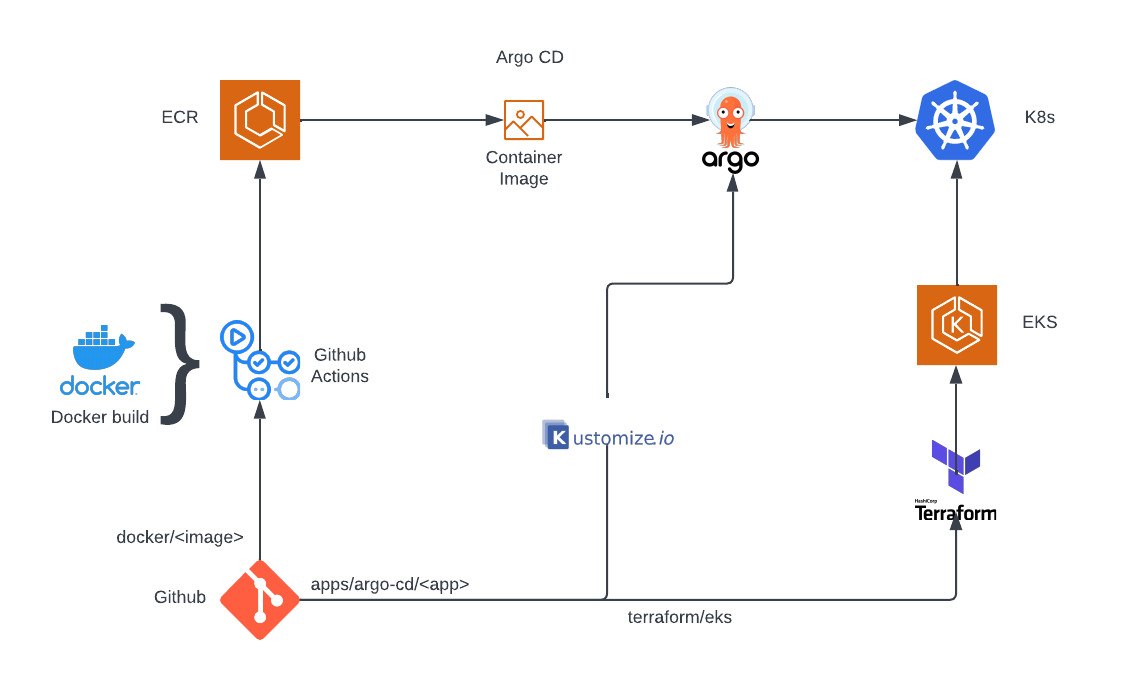 Argo CD
ECR
Container
Image
argo
K8s
K
EKS
docker
Docker build
Github
Actions
K
ustomize.io
HashiCorp
Terraform
docker/<image>
Github
apps/argo-cd/<app>
terraform/eks